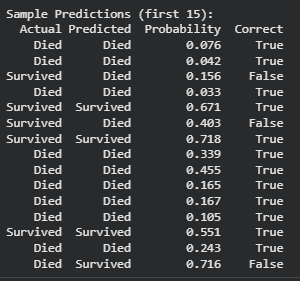 Sample Predictions (first 15):
Actual Predicted Probability Correct
Died Died 0.076 True
Died Died 0.042 True
Survived Died 0.156 False
Died Died 0.033 True
Survived Survived 0.671 True
Survived Died 0.403 False
Survived Survived 0.718 True
Died Died 0.339 True
Died Died 0.455 True
Died Died 0.165 True
Died Died 0.167 True
Died Died 0.105 True
Survived Survived 0.551 True
Died Died 0.243 True
Died Survived 0.716 False